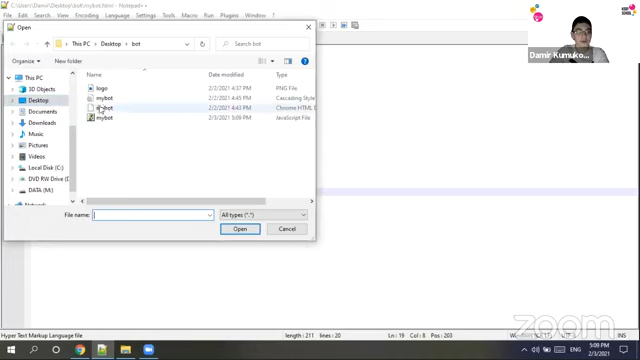 C:\Users\Damir\Desktop\bot\mybot.html - Notepad++
File Edit Search View Encoding Language Settings Tools Macro Run Plugins Window ?
Open
This PC > Desktop > bot
Search bot
Organise New folder
Name Date modified Type
This PC
3D Objects
Desktop
Documents
Downloads
Music
Pictures
Videos
Local Disk (C:)
DVD RW Drive (D
DATA (M:)
Network
logo 2/2/2021 4:37 PM PNG File
mybot 2/2/2021 4:45 PM Cascading Style
mybot 2/2/2021 4:43 PM Chrome HTML D
mybot 2/3/2021 5:09 PM JavaScript File
File name:
All types (*.*)
Open Cancel
Damir Kumuko...
KIDS' SCHOOL
Hyper Text Markup Language file length : 211 lines : 20 Ln : 19 Col : 8 Pos : 203 INS
zoom
ENG
5:09 PM
2/3/2021